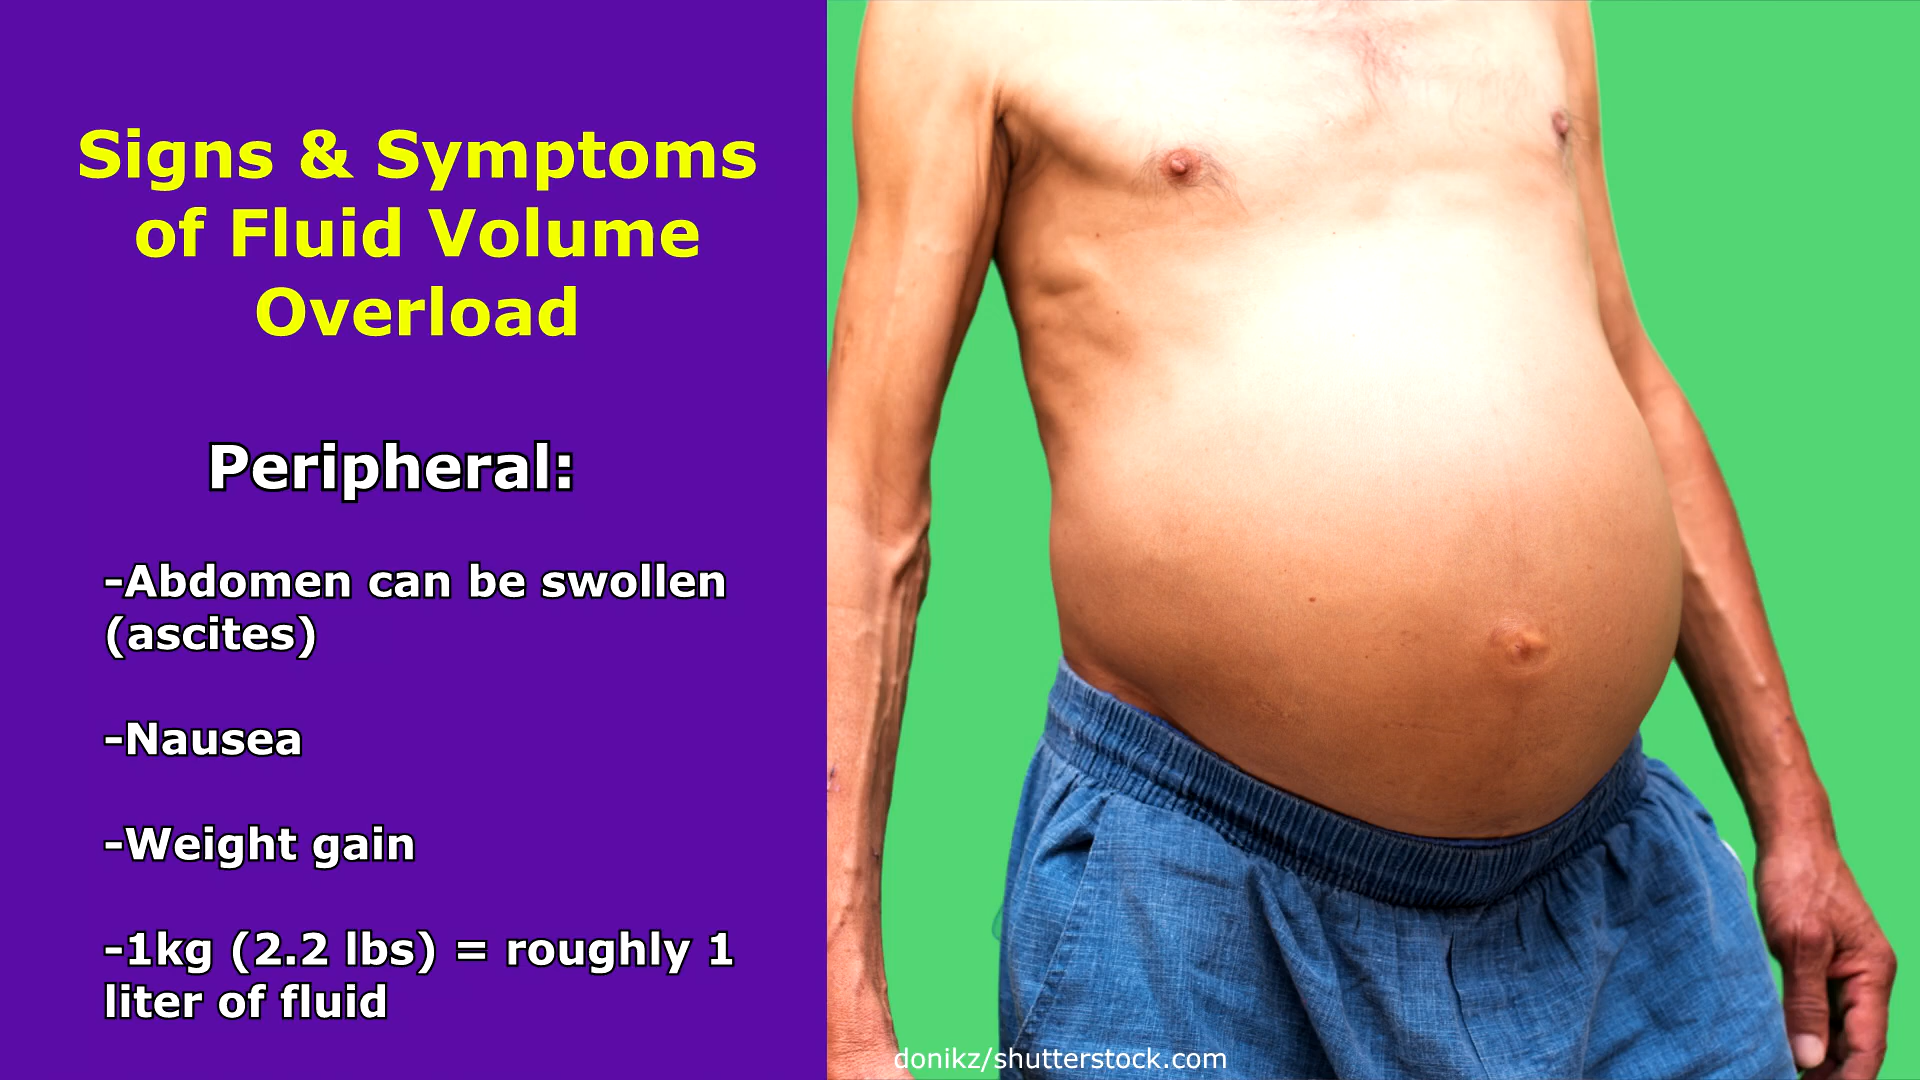 Signs & Symptoms
of Fluid Volume
Overload
Peripheral:
-Abdomen can be swollen
(ascites)
-Nausea
-Weight gain
-1kg (2.2 lbs) = roughly 1
liter of fluid
donikz/shutterstock.com